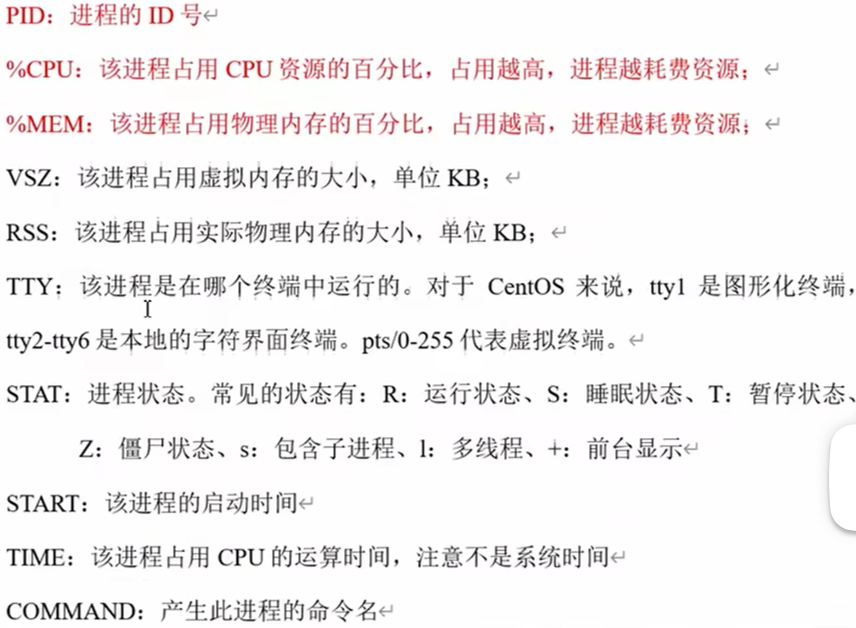 PID：进程的 ID 号↵
%CPU：该进程占用 CPU 资源的百分比，占用越高，进程越耗费资源；↵
%MEM：该进程占用物理内存的百分比，占用越高，进程越耗费资源；↵
VSZ：该进程占用虚拟内存的大小，单位 KB；↵
RSS：该进程占用实际物理内存的大小，单位 KB；↵
TTY：该进程是在哪个终端中运行的。对于 CentOS 来说，tty1 是图形化终端，
tty2-tty6 是本地的字符界面终端。pts/0-255 代表虚拟终端。↵
STAT：进程状态。常见的状态有：R：运行状态、S：睡眠状态、T：暂停状态、
Z：僵尸状态、s：包含子进程、l：多线程、+：前台显示↵
START：该进程的启动时间↵
TIME：该进程占用 CPU 的运算时间，注意不是系统时间↵
COMMAND：产生此进程的命令名↵